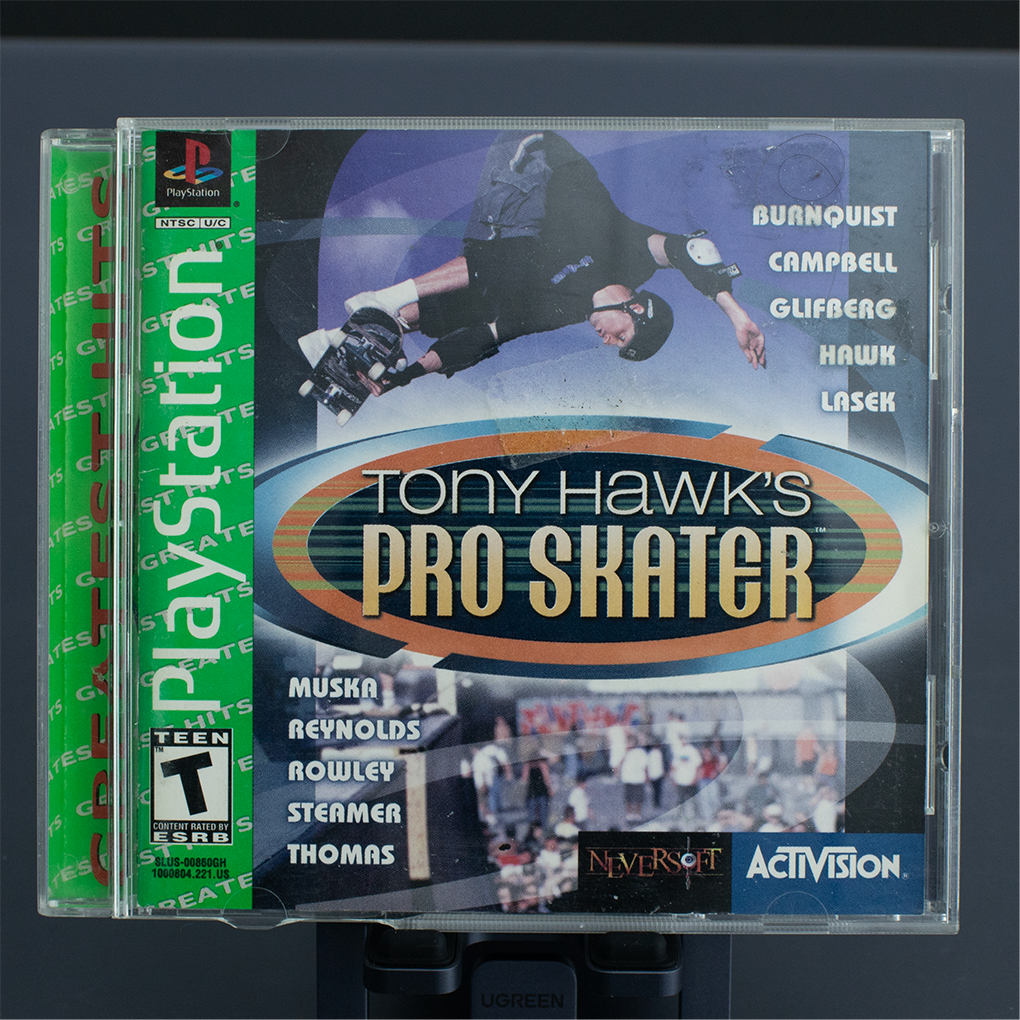 PlayStation
NTSC U/C
PlayStation
GREATEST HITS
TEEN
T
CONTENT RATED BY
ESRB
SLUS-00860GH
1000804.221.US
BURNQUIST
CAMPBELL
GLIFBERG
HAWK
LASEK
TONY HAWK'S
PRO SKATER™
MUSKA
REYNOLDS
ROWLEY
STEAMER
THOMAS
NEVERSOFT
ACTIVISION®
UGREEN